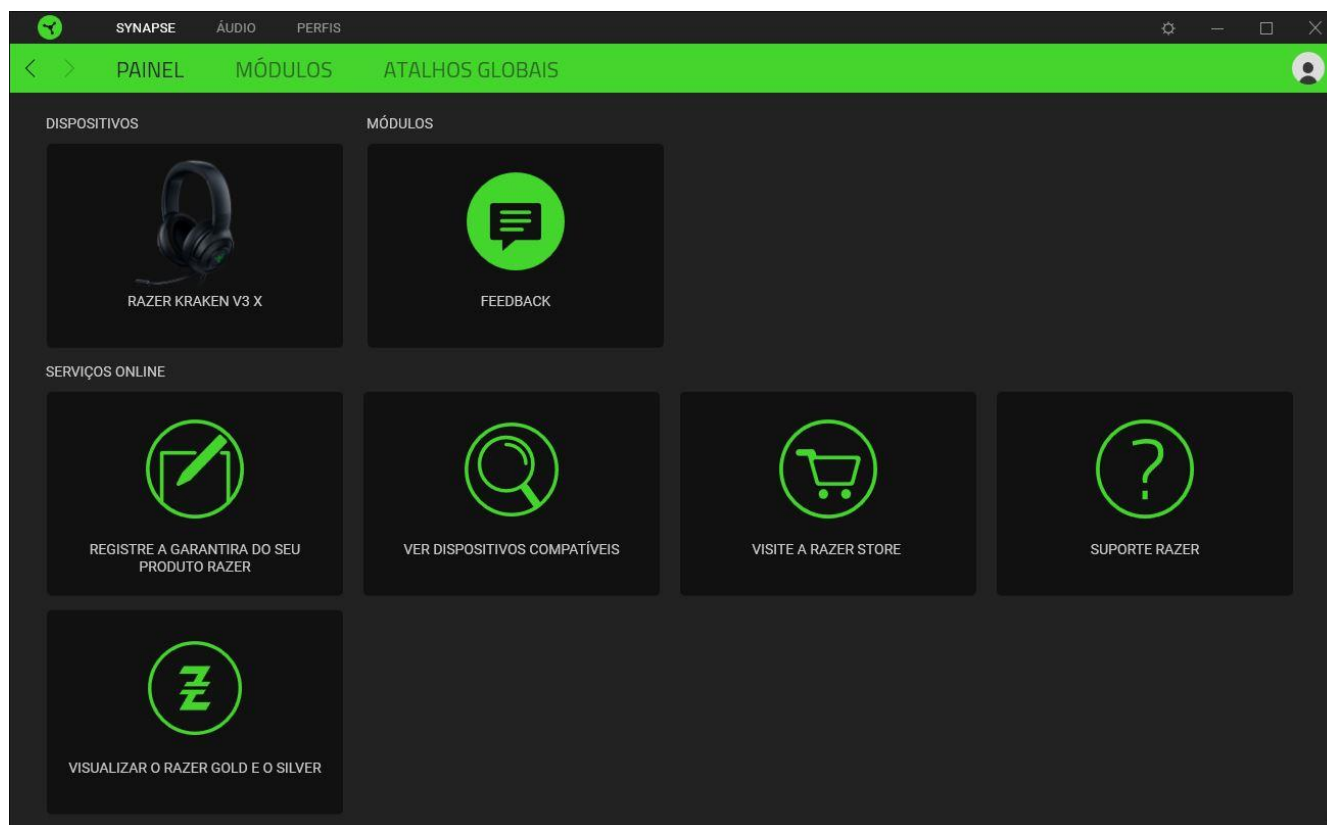 SYNAPSE ÁUDIO PERFIS
PAINEL MÓDULOS ATALHOS GLOBAIS
DISPOSITIVOS MÓDULOS
RAZER KRAKEN V3 X FEEDBACK
SERVIÇOS ONLINE
REGISTRE A GARANTIRA DO SEU
PRODUTO RAZER
VER DISPOSITIVOS COMPATÍVEIS
VISITE A RAZER STORE
SUPORTE RAZER
VISUALIZAR O RAZER GOLD E O SILVER